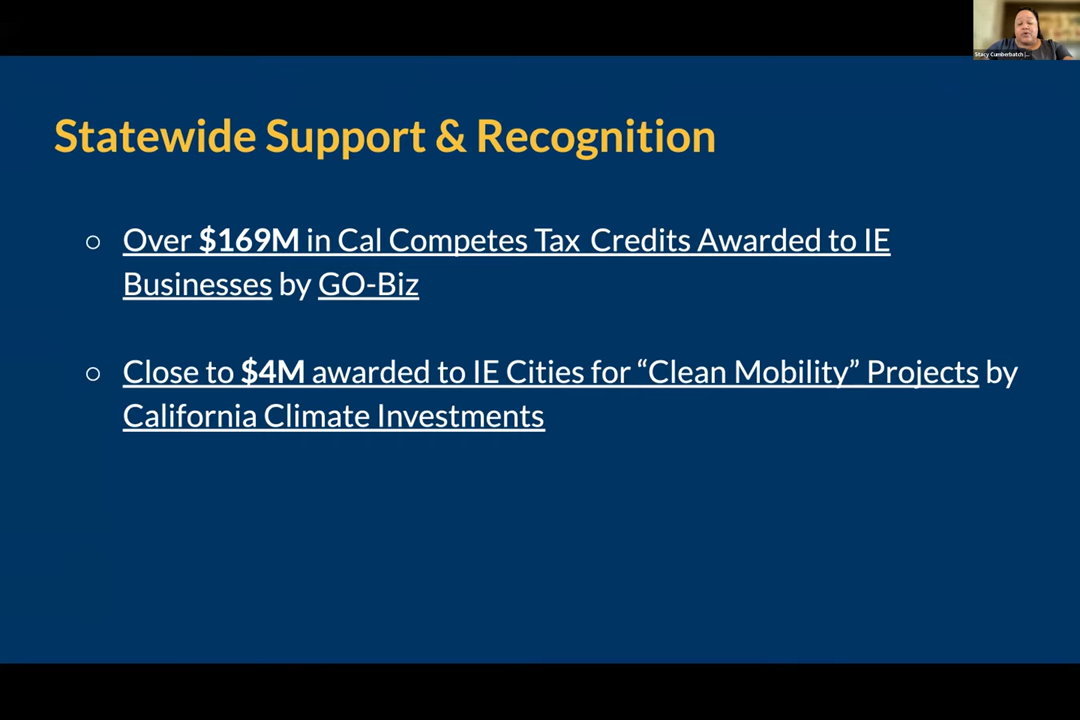 Stacy Cumberbatch |...
Statewide Support & Recognition
○ Over $169M in Cal Competes Tax Credits Awarded to IE
Businesses by GO-Biz
○ Close to $4M awarded to IE Cities for “Clean Mobility” Projects by
California Climate Investments